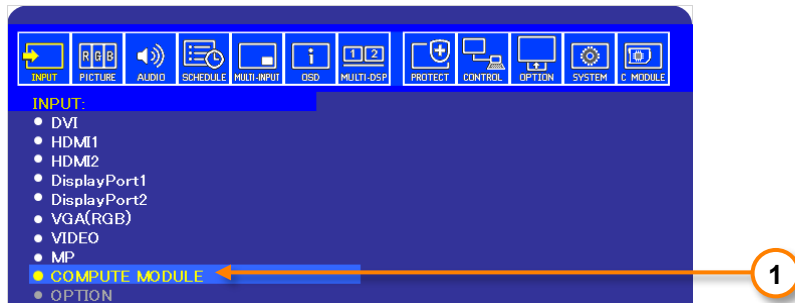 R G B
1 2
INPUT PICTURE AUDIO SCHEDULE MULTI-INPUT OSD MULTI-DSP PROTECT CONTROL OPTION SYSTEM C MODULE
INPUT:
DVI
HDMI1
HDMI2
DisplayPort1
DisplayPort2
VGA(RGB)
VIDEO
MP
COMPUTE MODULE
1
OPTION